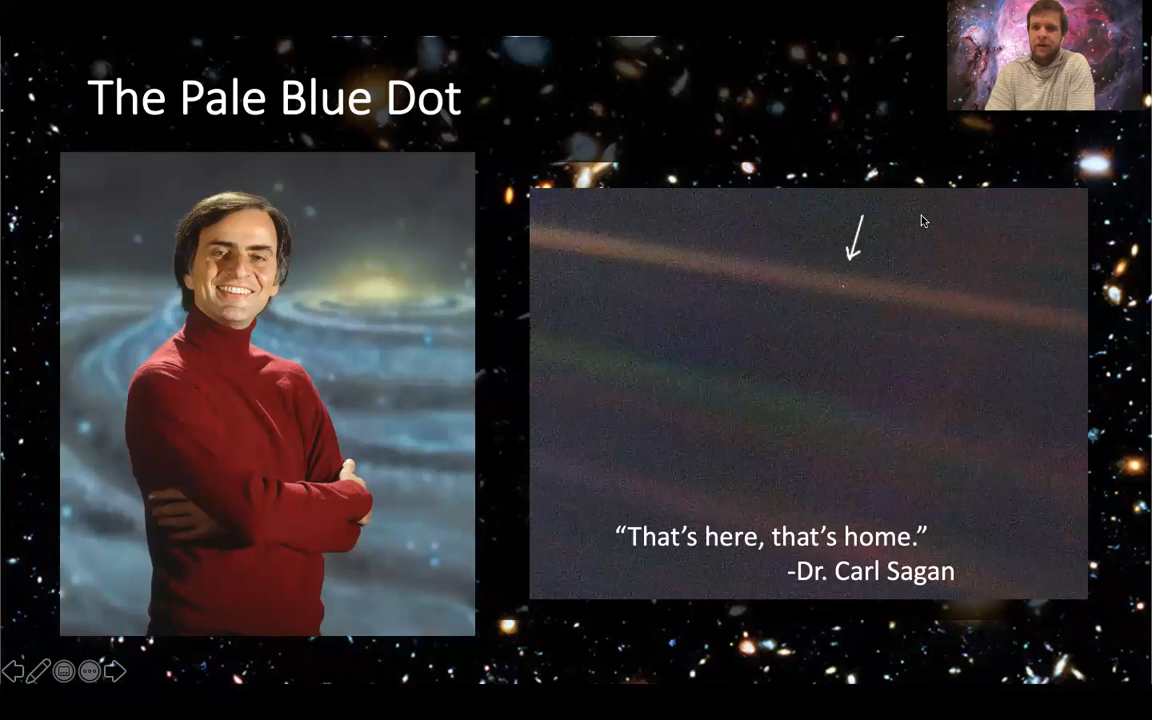 The Pale Blue Dot
“That’s here, that’s home.”
-Dr. Carl Sagan